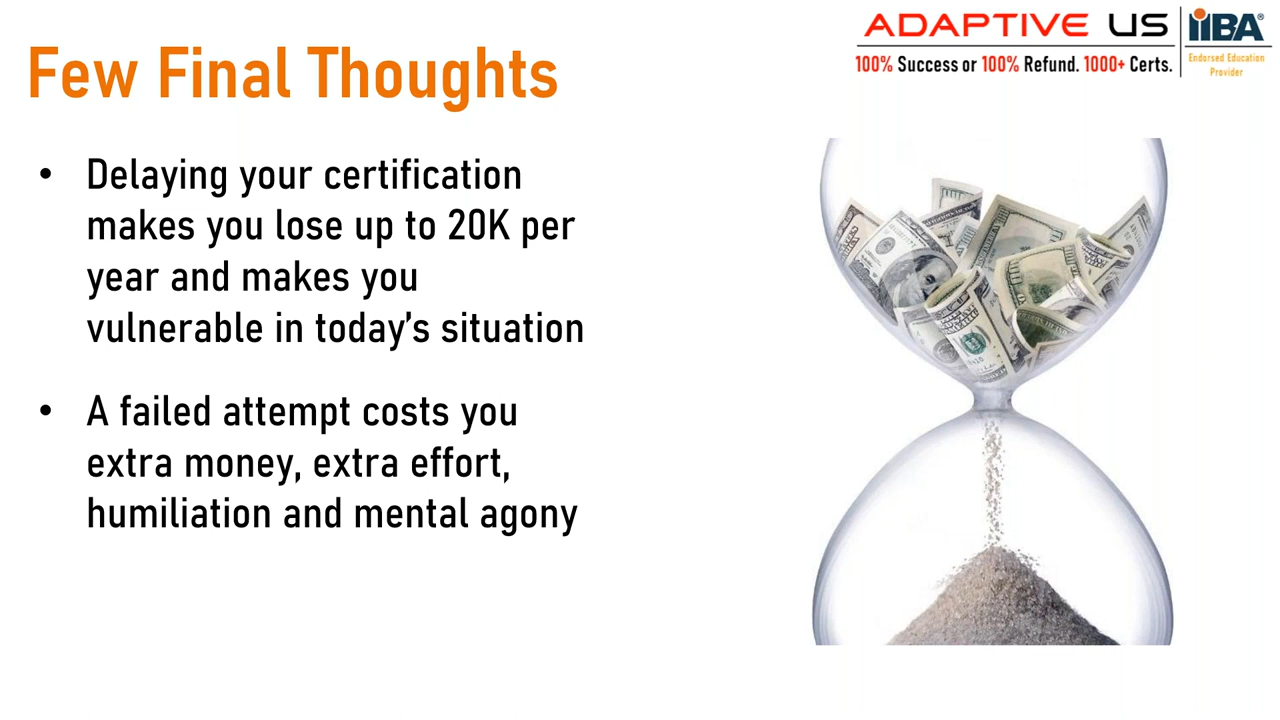 Few Final Thoughts
ADAPTIVE US
100% Success or 100% Refund. 1000+ Certs.
iiBA®
Endorsed Education
Provider
• Delaying your certification
makes you lose up to 20K per
year and makes you
vulnerable in today’s situation
• A failed attempt costs you
extra money, extra effort,
humiliation and mental agony